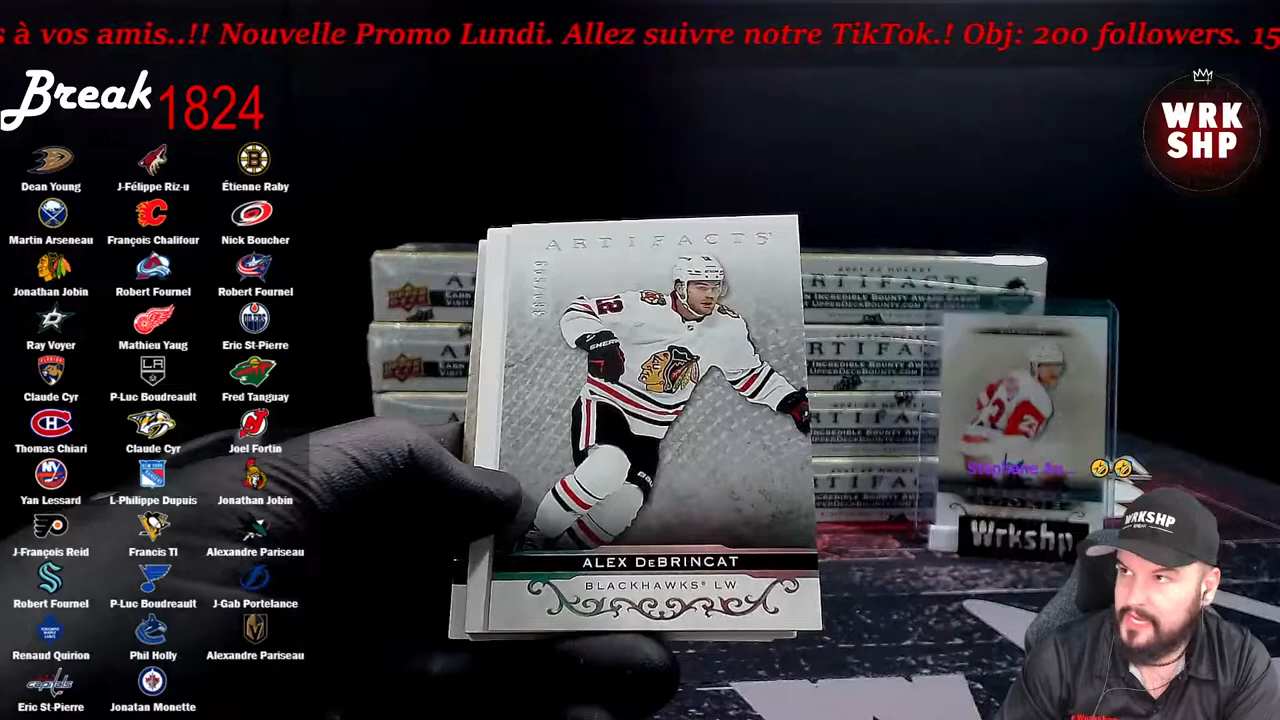 s à vos amis..!! Nouvelle Promo Lundi. Allez suivre notre TikTok.! Obj: 200 followers. 15
Break 1824
WRK
SHP
Dean Young
J-Félippe Riz-u
Étienne Raby
Martin Arseneau
François Chalifour
Nick Boucher
Jonathan Jobin
Robert Fournel
Robert Fournel
Ray Voyer
Mathieu Yaug
Eric St-Pierre
Claude Cyr
P-Luc Boudreault
Fred Tanguay
Thomas Chiari
Claude Cyr
Joel Fortin
Yan Lessard
L-Philippe Dupuis
Jonathan Jobin
J-François Reid
Francis Tl
Alexandre Pariseau
Robert Fournel
P-Luc Boudreault
J-Gab Portelance
Renaud Quirion
Phil Holly
Alexandre Pariseau
Eric St-Pierre
Jonatan Monette
ARTIFACTS
12
ALEX DEBRINCAT
BLACKHAWKS® LW
Stephane Au...
Wrkshp
WRKSHP